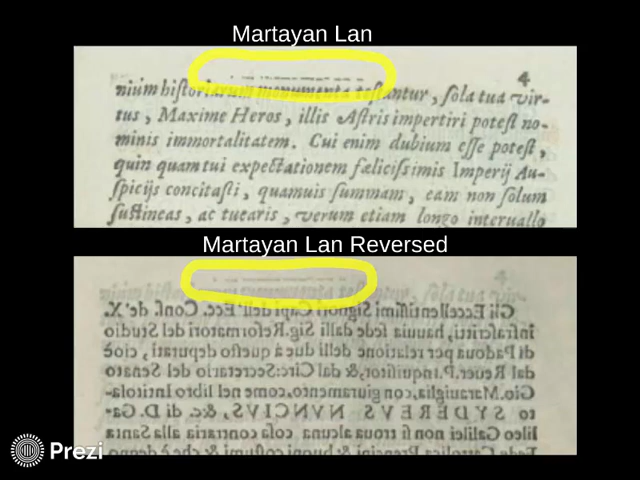 Martayan Lan
4
nium historiarum monumenta testantur, sola tua vir-
tus, Maxime Heros, illis Astris impertiri potest no-
minis immortalitatem. Cui enim dubium esse potest,
quin quam tui expectationem fælicissimis Imperij Au-
spicijs concitasti, quamuis summam, eam non solum
sustineas, ac tuearis, verum etiam longo interuallo
Martayan Lan Reversed
4
Gli Eccellentissimi Signori Capi dell'Ecc. Cons. de' X.
infrascritti, hauuta fede dalli Sig. Reformatori del Studio
di Padoua per relatione delli due à questo deputati, cioè
dal Reuer. P. Inquisitor, & dal Circ: Secretario del Senato
Gio. Marauiglia, con giuramento, come nel libro intitola-
to SYDEREVS NVNCIVS, &c. di D. Ga-
lileo Galilei non si troua alcuna cosa contraria alla Santa
Prezi